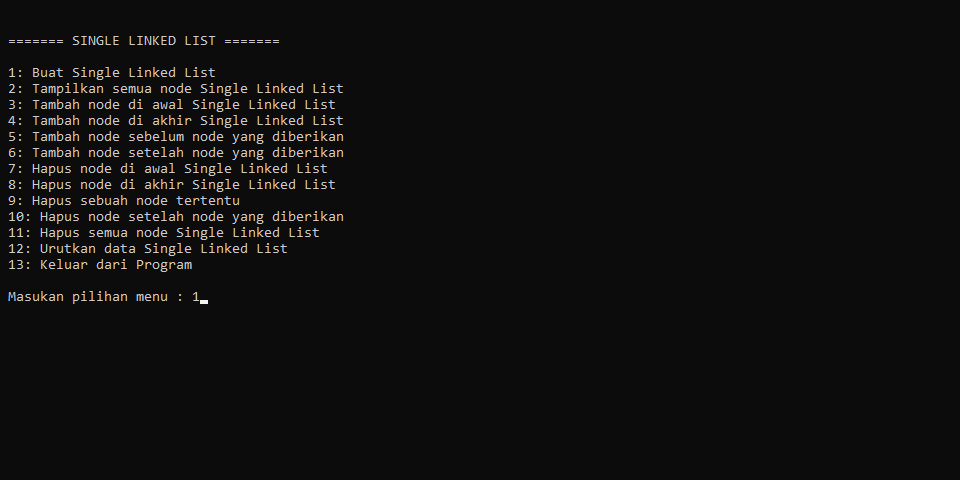 ======= SINGLE LINKED LIST =======
1: Buat Single Linked List
2: Tampilkan semua node Single Linked List
3: Tambah node di awal Single Linked List
4: Tambah node di akhir Single Linked List
5: Tambah node sebelum node yang diberikan
6: Tambah node setelah node yang diberikan
7: Hapus node di awal Single Linked List
8: Hapus node di akhir Single Linked List
9: Hapus sebuah node tertentu
10: Hapus node setelah node yang diberikan
11: Hapus semua node Single Linked List
12: Urutkan data Single Linked List
13: Keluar dari Program
Masukan pilihan menu : 1